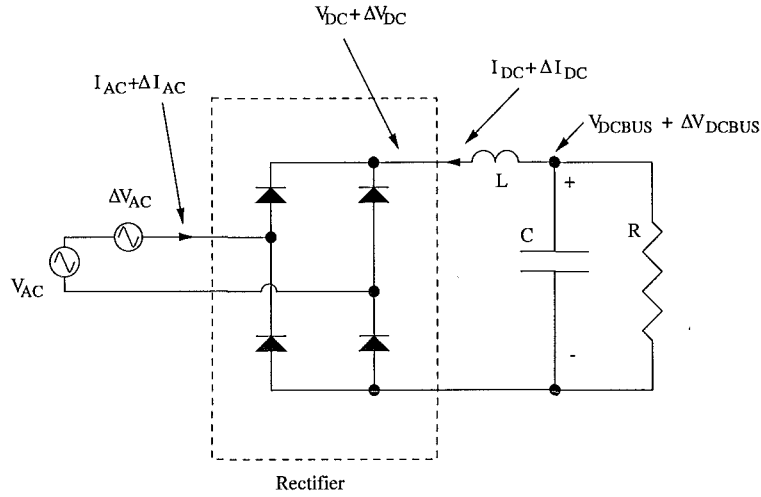 V_DC + ΔV_DC
I_AC + ΔI_AC
I_DC + ΔI_DC
V_DCBUS + ΔV_DCBUS
ΔV_AC
L
+
C
R
V_AC
-
Rectifier